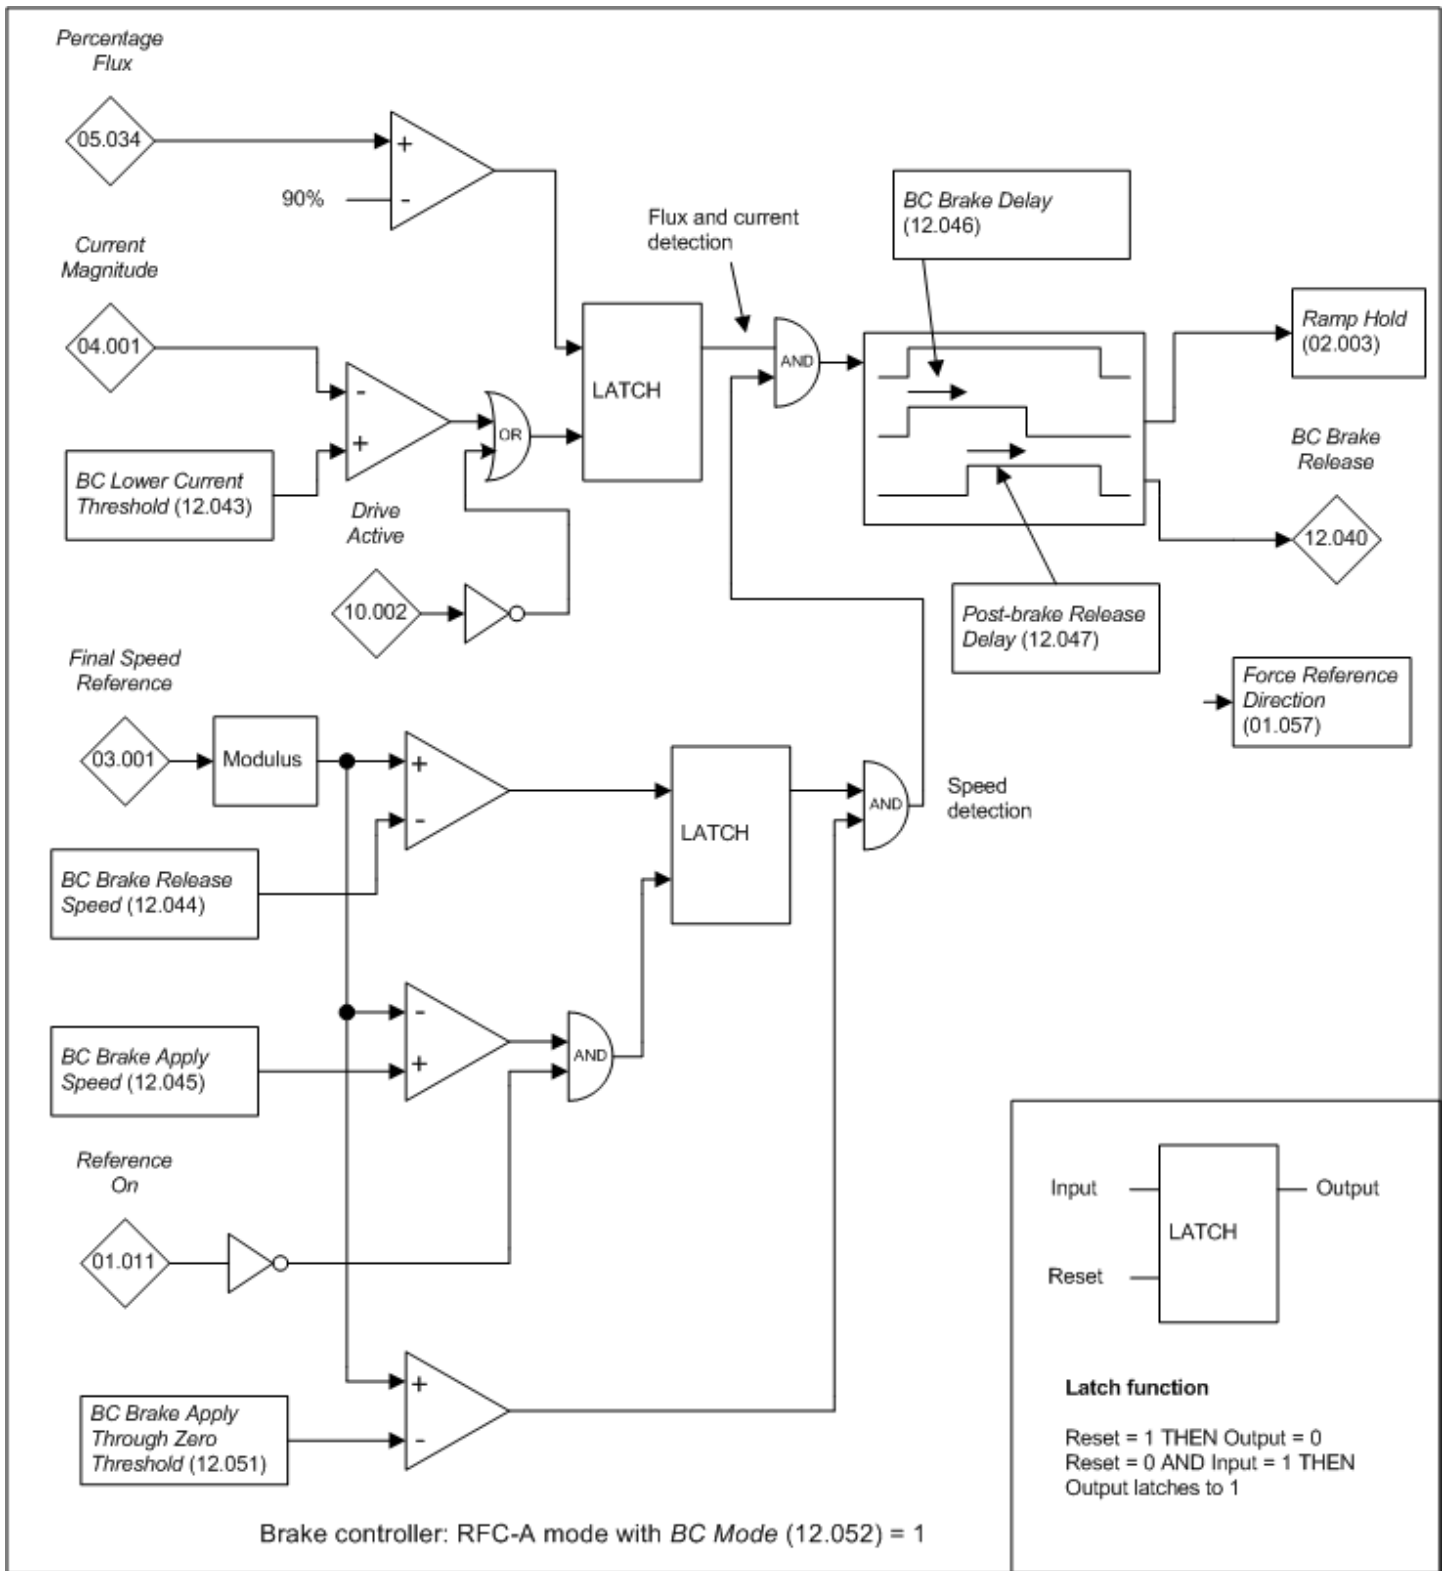 Percentage
Flux
05.034
+
90%
-
Current
Magnitude
04.001
-
+
BC Lower Current
Threshold (12.043)
OR
Drive
Active
10.002
LATCH
Flux and current
detection
AND
BC Brake Delay
(12.046)
Ramp Hold
(02.003)
BC Brake
Release
12.040
Post-brake Release
Delay (12.047)
Force Reference
Direction
(01.057)
Final Speed
Reference
03.001
Modulus
+
-
BC Brake Release
Speed (12.044)
LATCH
AND
Speed
detection
-
+
BC Brake Apply
Speed (12.045)
AND
Reference
On
01.011
+
-
BC Brake Apply
Through Zero
Threshold (12.051)
Input
Output
LATCH
Reset
Latch function
Reset = 1 THEN Output = 0
Reset = 0 AND Input = 1 THEN
Output latches to 1
Brake controller: RFC-A mode with BC Mode (12.052) = 1